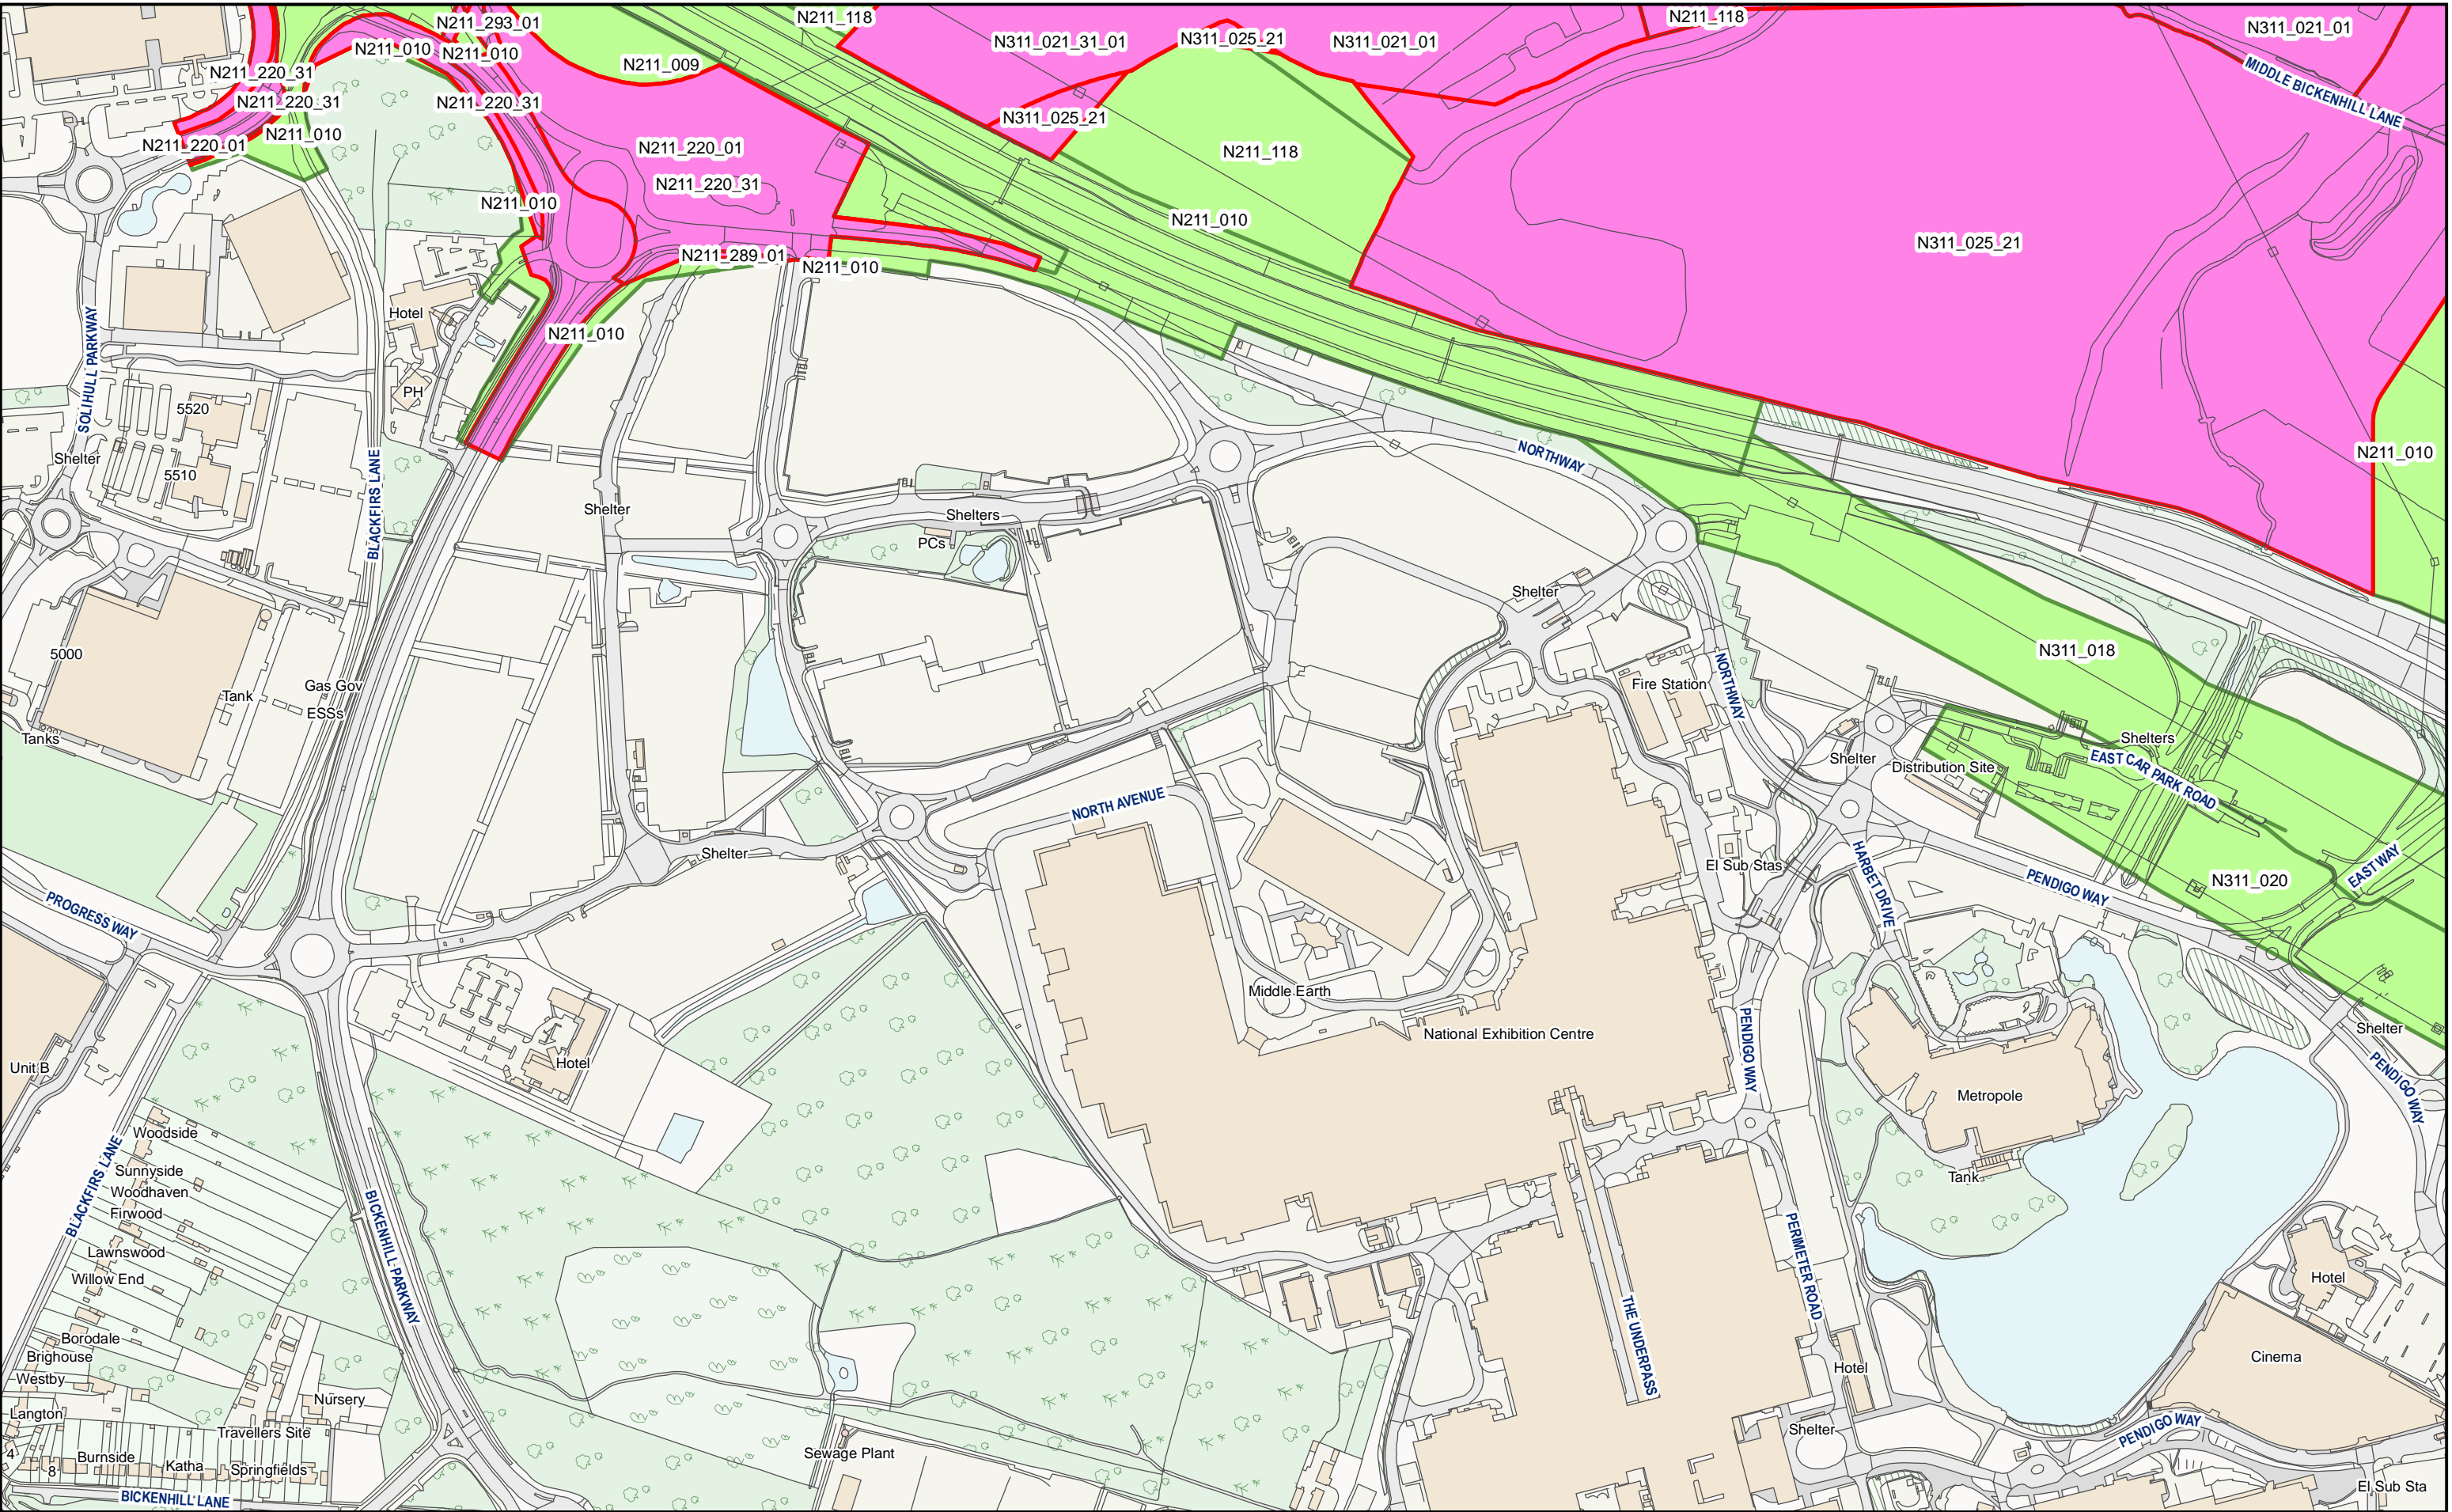 N211_293_01
N211_118
N211_118
N311_021_01
N211_010
N211_010
N311_021_31_01
N311_025_21
N311_021_01
N211_220_31
N211_009
MIDDLE BICKENHILL LANE
N211_220_31
N211_220_31
N211_010
N311_025_21
N211_220_01
N211_220_01
N211_118
N211_220_31
N211_010
N211_010
N311_025_21
N211_289_01
N211_010
Hotel
N211_010
SOLIHULL PARKWAY
PH
5520
N211_010
NORTHWAY
Shelter
5510
BLACKFIRS LANE
Shelter
Shelters
PCs
Shelter
5000
N311_018
Gas Gov
Tank
ESSs
Fire Station
NORTHWAY
Tanks
Shelters
Shelter
Distribution Site
EAST CAR PARK ROAD
NORTH AVENUE
Shelter
El Sub Stas
HARBET DRIVE
PENDIGO WAY
N311_020
EAST WAY
PROGRESS WAY
Middle Earth
National Exhibition Centre
PENDIGO WAY
Shelter
Unit B
Hotel
PENDIGO WAY
Metropole
Woodside
BLACKFIRS LANE
Sunnyside
Woodhaven
Firwood
Tank
BICKENHILL PARKWAY
PERIMETER ROAD
Lawnswood
Willow End
Hotel
THE UNDERPASS
Borodale
Brighouse
Westby
Hotel
Cinema
Nursery
Langton
Travellers Site
Shelter
PENDIGO WAY
4
8
Burnside
Katha
Springfields
Sewage Plant
El Sub Sta
BICKENHILL LANE